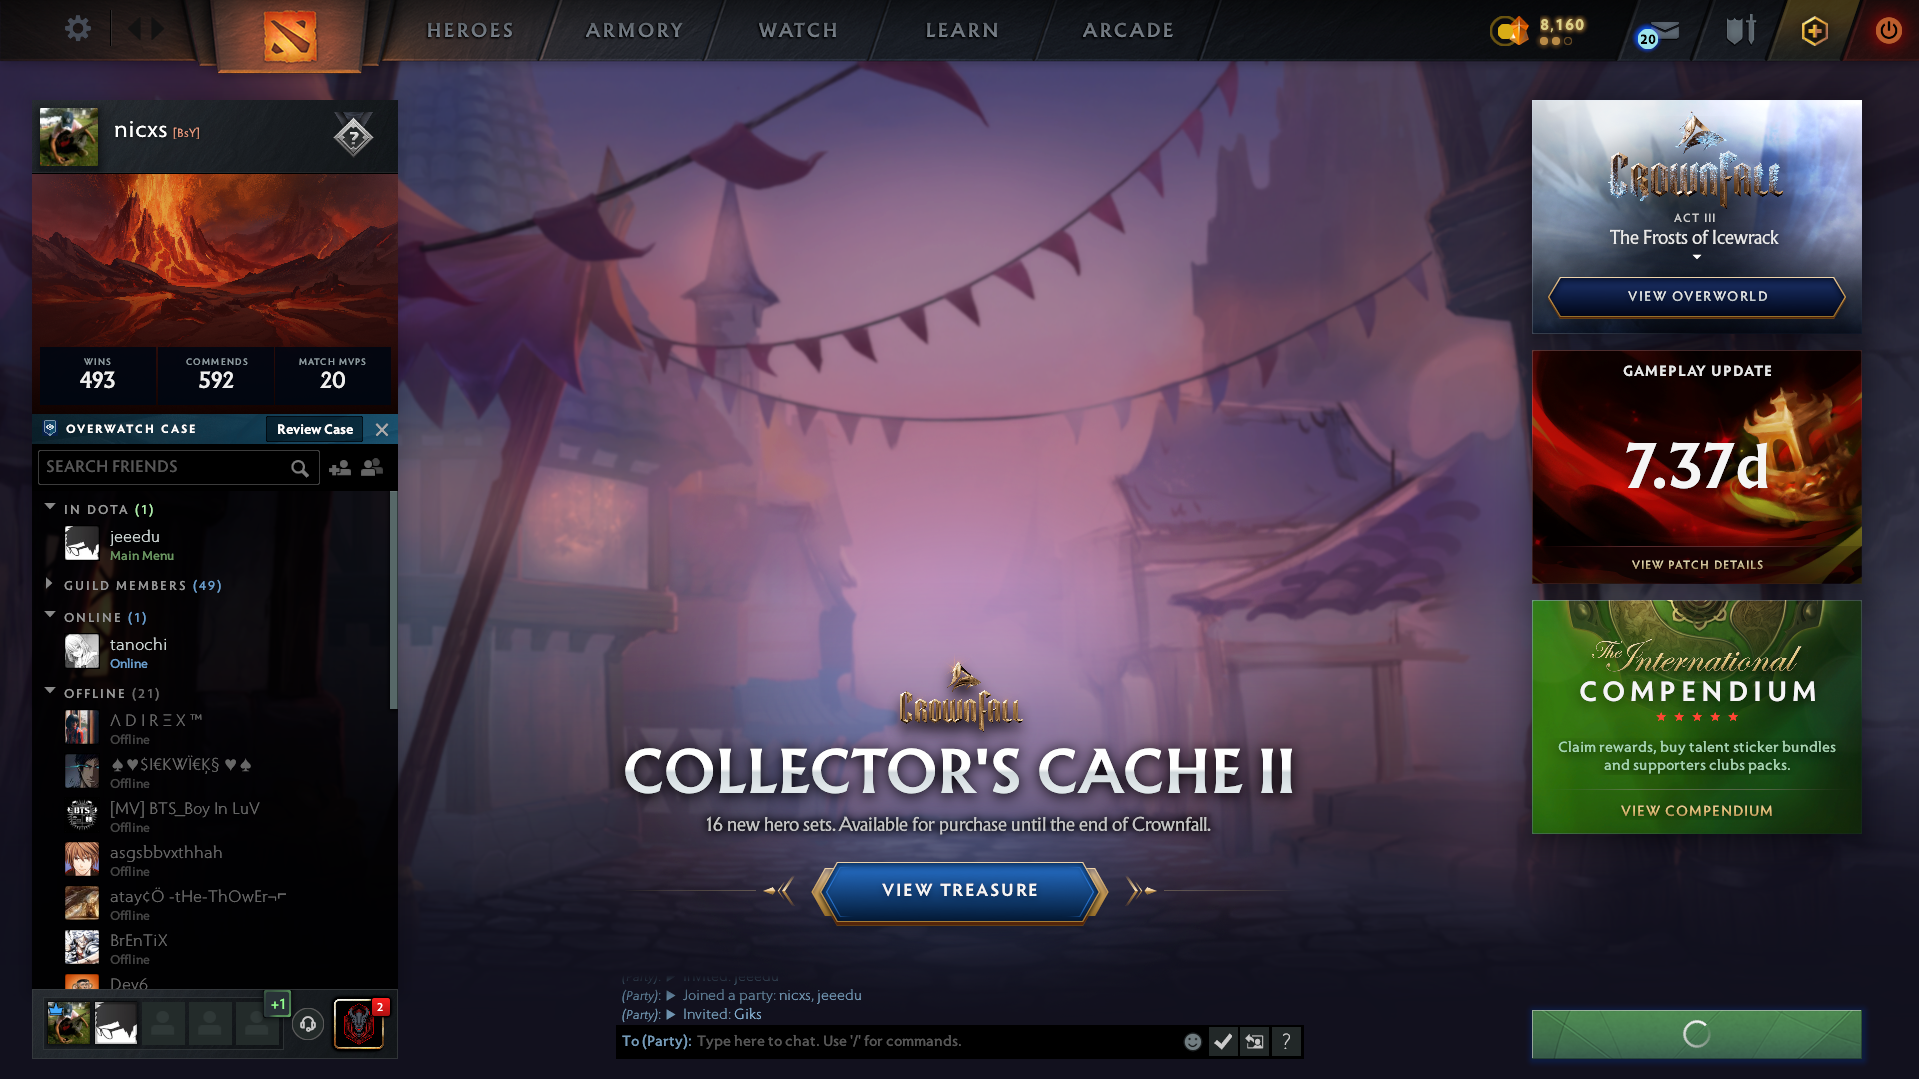 HEROES
ARMORY
WATCH
LEARN
ARCADE
8,160
20
nicxs [BsY]
?
WINS
493
COMMENDS
592
MATCH MVPS
20
OVERWATCH CASE
Review Case
SEARCH FRIENDS
IN DOTA (1)
jeeedu
Main Menu
GUILD MEMBERS (49)
ONLINE (1)
tanochi
Online
OFFLINE (21)
Λ D I R Ξ X ™
Offline
♠♥$I€KWÏ€Ķ§ ♥♠
Offline
[MV] BTS_Boy In LuV
Offline
asgsbbvxthhah
Offline
atay¢Ö -tHe-ThOwEr¬⌐
Offline
BrEnTiX
Offline
Dev6
+1
2
CROWNFALL
COLLECTOR'S CACHE II
16 new hero sets. Available for purchase until the end of Crownfall.
VIEW TREASURE
(Party): ▶ Invited: jeeedu
(Party): ▶ Joined a party: nicxs, jeeedu
(Party): ▶ Invited: Giks
To (Party): Type here to chat. Use '/' for commands.
?
CROWNFALL
ACT III
The Frosts of Icewrack
VIEW OVERWORLD
GAMEPLAY UPDATE
7.37d
VIEW PATCH DETAILS
The International
COMPENDIUM
★ ★ ★ ★ ★
Claim rewards, buy talent sticker bundles
and supporters clubs packs.
VIEW COMPENDIUM